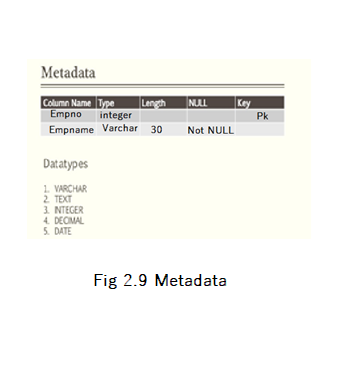 Metadata
Column Name Type Length NULL Key
Empno integer Pk
Empname Varchar 30 Not NULL
Datatypes
1. VARCHAR
2. TEXT
3. INTEGER
4. DECIMAL
5. DATE
Fig 2.9 Metadata